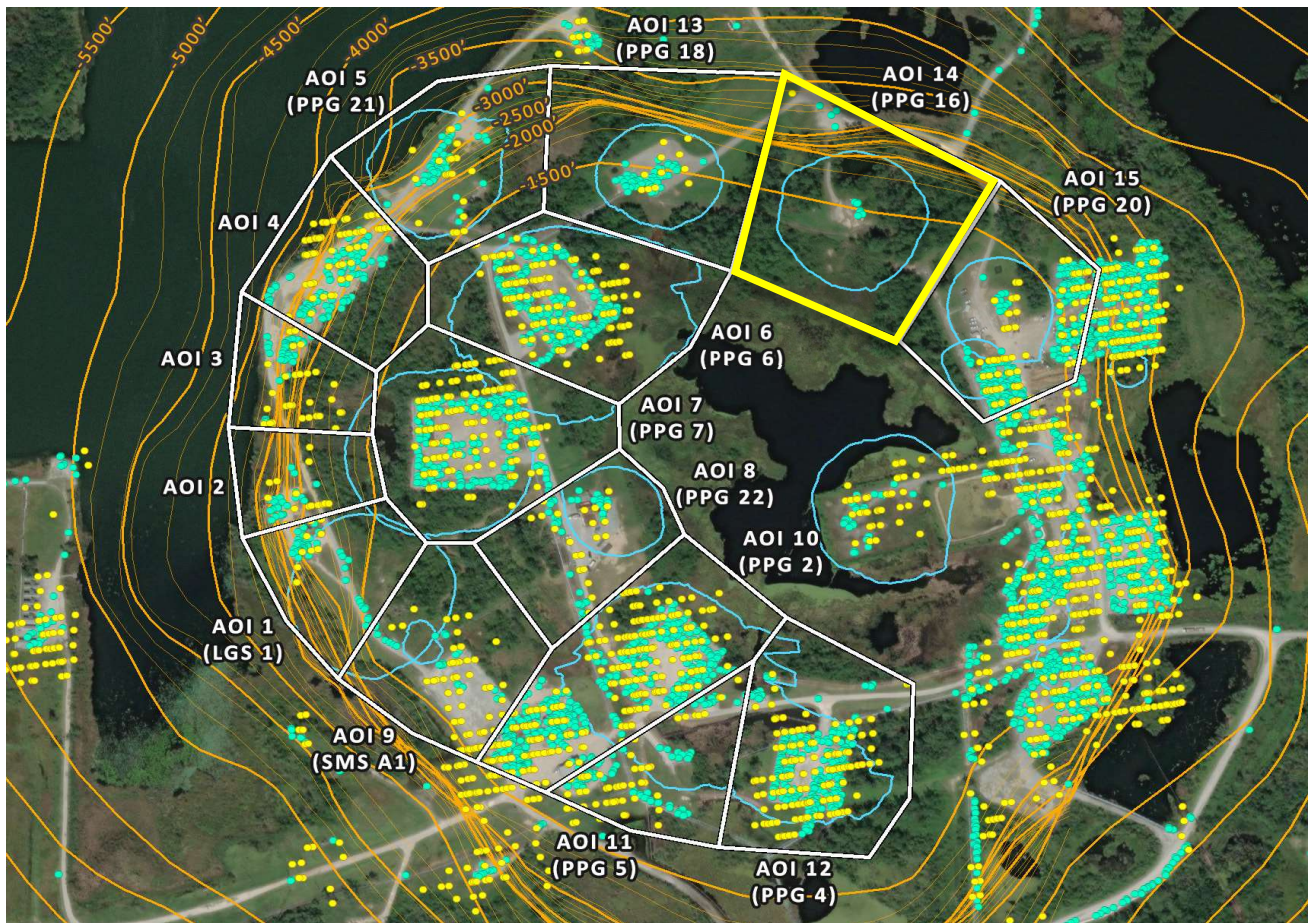 -5500'
-5000'
-4500'
-4000'
-3500'
-3000'
-2500'
-2000'
-1500'
AOI 13
(PPG 18)
AOI 14
(PPG 16)
AOI 5
(PPG 21)
AOI 15
(PPG 20)
AOI 4
AOI 3
AOI 6
(PPG 6)
AOI 7
(PPG 7)
AOI 2
AOI 8
(PPG 22)
AOI 10
(PPG 2)
AOI 1
(LGS 1)
AOI 9
(SMS A1)
AOI 11
(PPG 5)
AOI 12
(PPG 4)